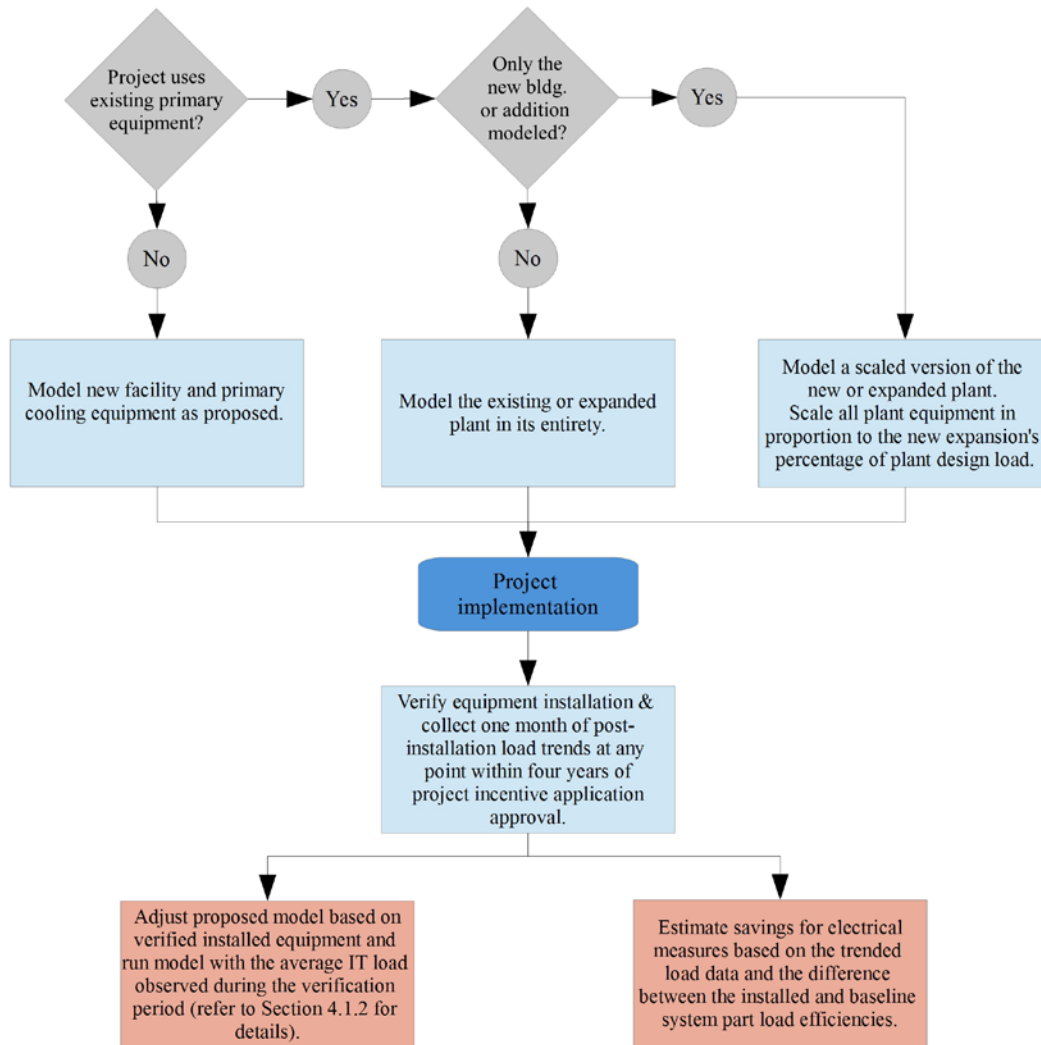 Project uses
existing primary
equipment?
Yes
Only the
new bldg.
or addition
modeled?
Yes
No
No
Model new facility and primary
cooling equipment as proposed.
Model the existing or expanded
plant in its entirety.
Model a scaled version of the
new or expanded plant.
Scale all plant equipment in
proportion to the new expansion's
percentage of plant design load.
Project
implementation
Verify equipment installation &
collect one month of post-
installation load trends at any
point within four years of
project incentive application
approval.
Adjust proposed model based on
verified installed equipment and
run model with the average IT load
observed during the verification
period (refer to Section 4.1.2 for
details).
Estimate savings for electrical
measures based on the trended
load data and the difference
between the installed and baseline
system part load efficiencies.